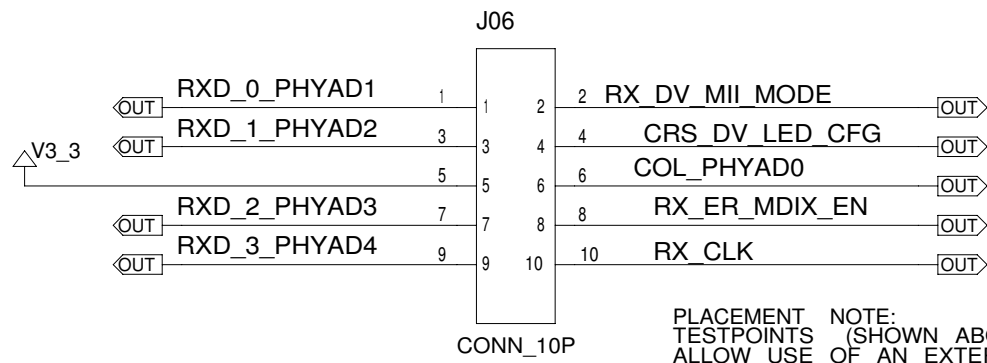 J06
RXD_0_PHYAD1 1 1 2 2 RX_DV_MII_MODE
OUT OUT
RXD_1_PHYAD2 3 3 4 4 CRS_DV_LED_CFG
OUT OUT
V3_3 5 5 6 6 COL_PHYAD0
OUT
RXD_2_PHYAD3 7 7 8 8 RX_ER_MDIX_EN
OUT OUT
RXD_3_PHYAD4 9 9 10 10 RX_CLK
OUT OUT
CONN_10P
PLACEMENT NOTE:
TESTPOINTS (SHOWN
ALLOW USE OF AN